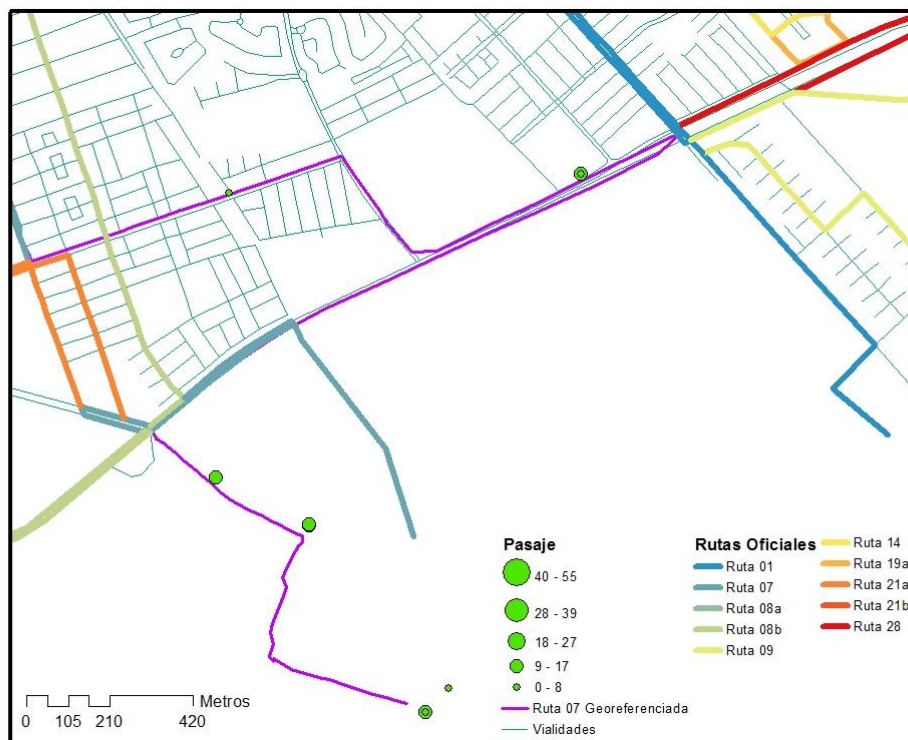 Pasaje
40 - 55
28 - 39
18 - 27
9 - 17
0 - 8
Ruta 07 Georeferenciada
Vialidades
Rutas Oficiales
Ruta 01
Ruta 07
Ruta 08a
Ruta 08b
Ruta 09
Ruta 14
Ruta 19a
Ruta 21a
Ruta 21b
Ruta 28
Metros
0 105 210 420